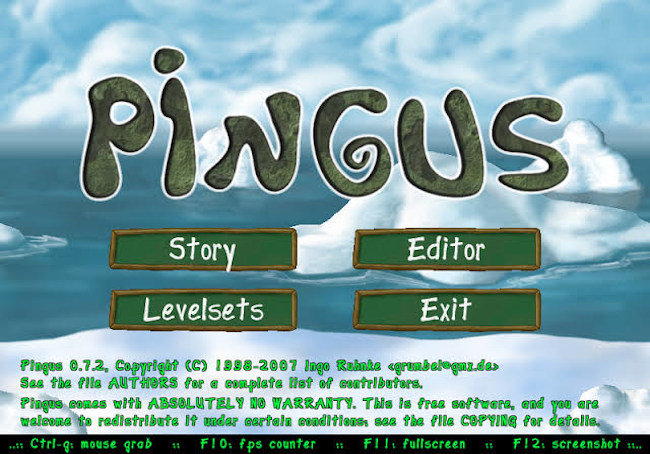 PiNGUS
Story
Editor
Levelsets
Exit
Pingus 0.7.2, Copyright (C) 1998-2007 Ingo Ruhnke <grumbel@gmx.de>
See the file AUTHORS for a complete list of contributors.
Pingus comes with ABSOLUTELY NO WARRANTY. This is free software, and you are
welcome to redistribute it under certain conditions; see the file COPYING for details.
..:: Ctrl-g: mouse grab :: F10: fps counter :: F11: fullscreen :: F12: screenshot ::..